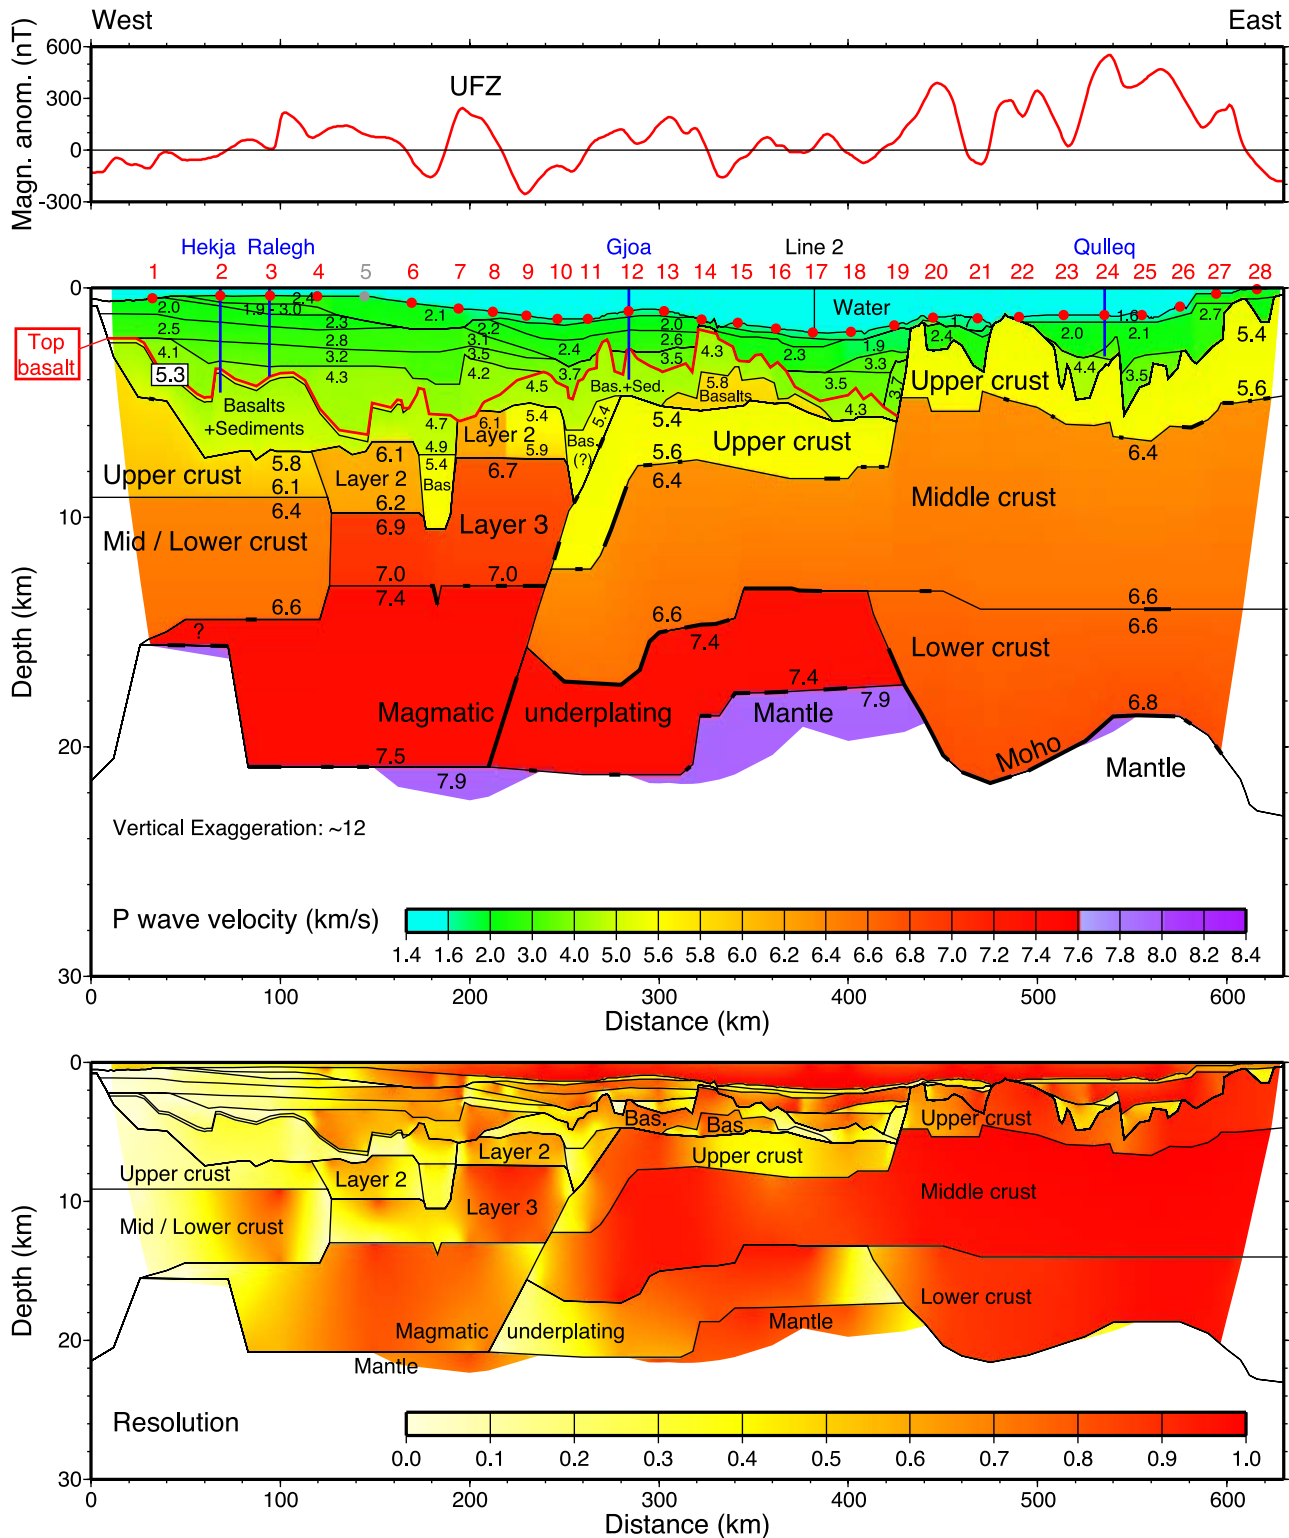 West East
Magn. anom. (nT)
600
300
0
-300
UFZ
Hekja Ralegh Gjoa Line 2 Qulleq
1 2 3 4 5 6 7 8 9 10 11 12 13 14 15 16 17 18 19 20 21 22 23 24 25 26 27 28
0
10
20
30
Depth (km)
Top
basalt
Water
2.0 1.9 - 3.0 2.4 2.1 2.0 1.9 1.6 2.7
2.5 2.3 2.2 2.6 2.3 2.4 2.0 2.1
4.1 2.8 3.1 2.4 3.5 4.3 3.3 5.4
5.3 3.2 3.5 3.7 3.5 3.7 4.4 3.5
4.3 4.2 4.5 Bas.+Sed. 5.8 4.3 5.6
Basalts
Basalts
+Sediments
4.7 6.1 5.4 5.4 5.4
4.9 Layer 2 5.9 Bas.
(?)
5.4
Bas
Upper crust
5.8
6.1
6.4
6.1
Layer 2
6.2
6.9
6.7
5.6
6.4
Upper crust
Upper crust
6.4
Middle crust
Mid / Lower crust
6.6
Layer 3
7.0 7.0
7.4
?
6.6
7.4
6.6
6.6
Lower crust
7.4
7.9
6.8
Magmatic underplating Mantle
Moho
Mantle
7.5
7.9
Vertical Exaggeration: ~12
P wave velocity (km/s)
1.4 1.6 2.0 3.0 4.0 5.0 5.6 5.8 6.0 6.2 6.4 6.6 6.8 7.0 7.2 7.4 7.6 7.8 8.0 8.2 8.4
0 100 200 300 400 500 600
Distance (km)
0
10
20
30
Depth (km)
Bas.
Bas.
Upper crust
Layer 2
Upper crust
Upper crust
Layer 2
Middle crust
Mid / Lower crust
Layer 3
Lower crust
Magmatic underplating
Mantle
Mantle
Resolution
0.0 0.1 0.2 0.3 0.4 0.5 0.6 0.7 0.8 0.9 1.0
0 100 200 300 400 500 600
Distance (km)